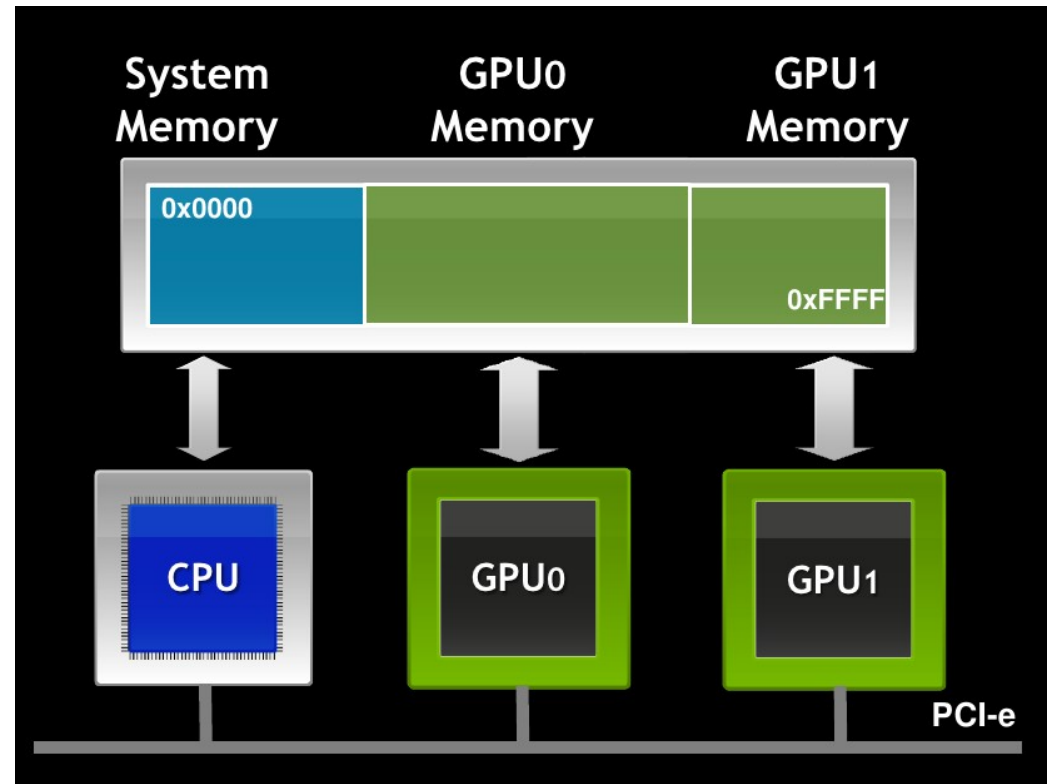 System
Memory
GPU0
Memory
GPU1
Memory
0x0000
0xFFFF
CPU
GPU0
GPU1
PCI-e